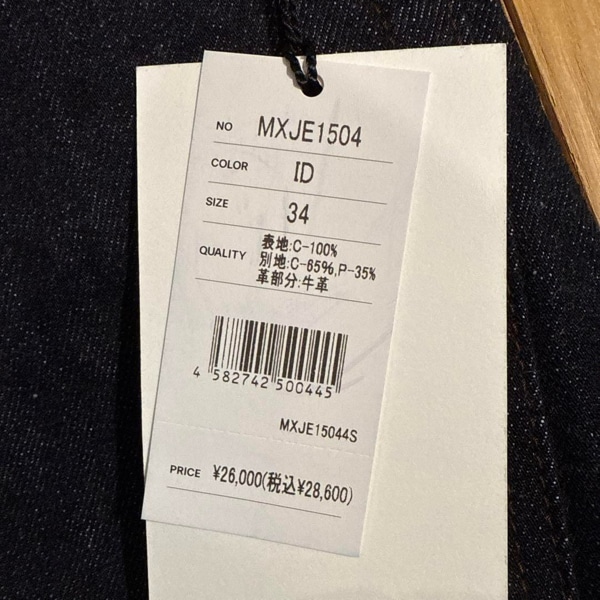 NO MXJE1504
COLOR ID
SIZE 34
QUALITY 表地:C-100%
別地:C-65%,P-35%
革部分:牛革
4 582742 500445
MXJE15044S
PRICE ¥26,000(税込¥28,600)